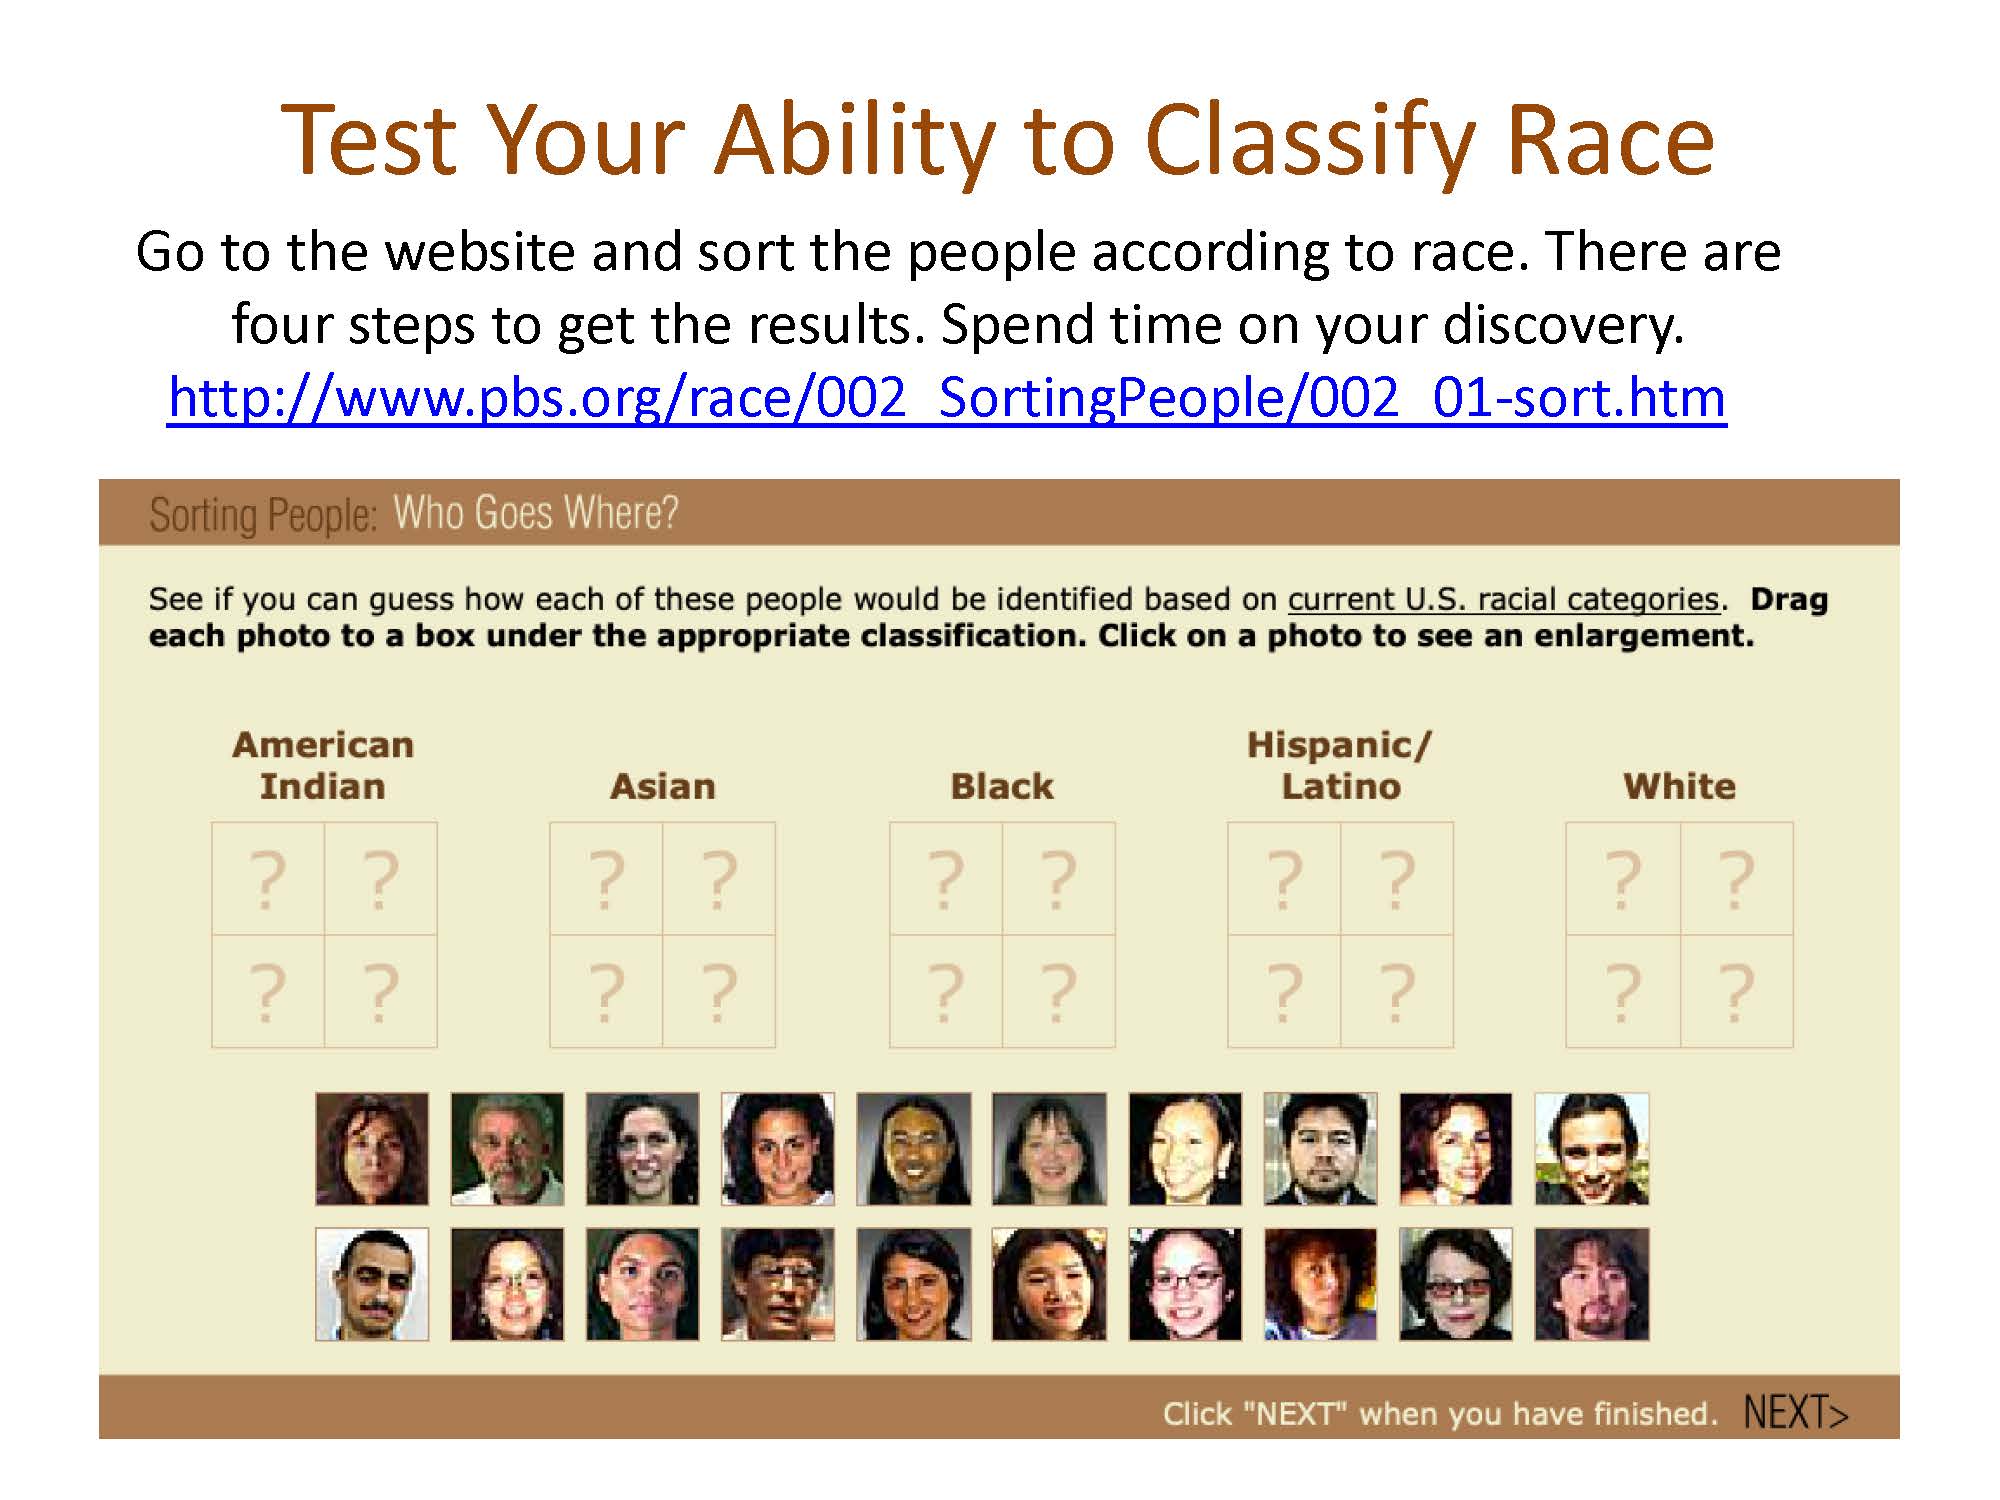 Test Your Ability to Classify Race
Go to the website and sort the people according to race. There are
four steps to get the results. Spend time on your discovery.
http://www.pbs.org/race/002_SortingPeople/002_01-sort.htm
Sorting People: Who Goes Where?
See if you can guess how each of these people would be identified based on current U.S. racial categories. Drag
each photo to a box under the appropriate classification. Click on a photo to see an enlargement.
American Indian
Asian
Black
Hispanic/ Latino
White
? ? ? ? ? ? ? ? ? ?
? ? ? ? ? ? ? ? ? ?
Click "NEXT" when you have finished. NEXT>